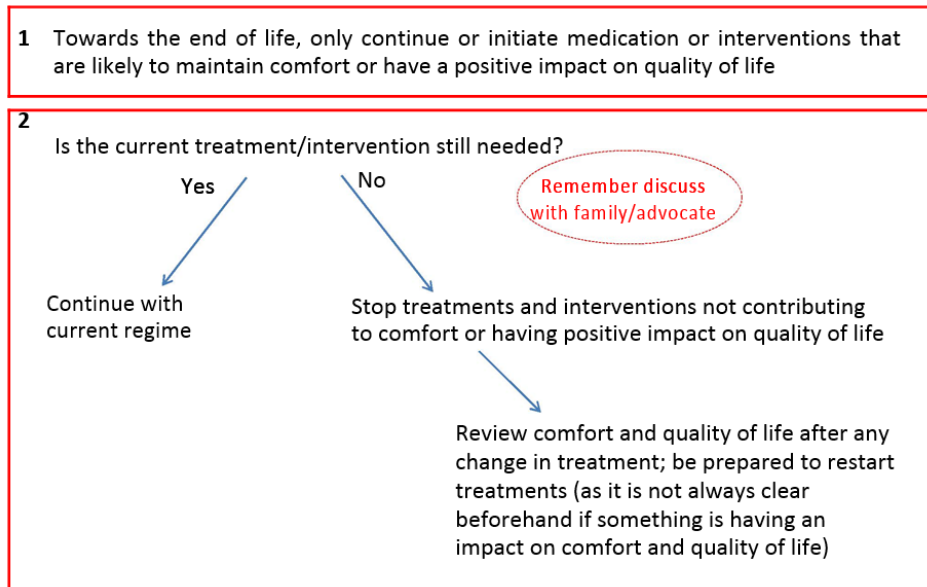 1 Towards the end of life, only continue or initiate medication or interventions that
are likely to maintain comfort or have a positive impact on quality of life
2
Is the current treatment/intervention still needed?
Yes
No
Remember discuss
with family/advocate
Continue with
current regime
Stop treatments and interventions not contributing
to comfort or having positive impact on quality of life
Review comfort and quality of life after any
change in treatment; be prepared to restart
treatments (as it is not always clear
beforehand if something is having an
impact on comfort and quality of life)